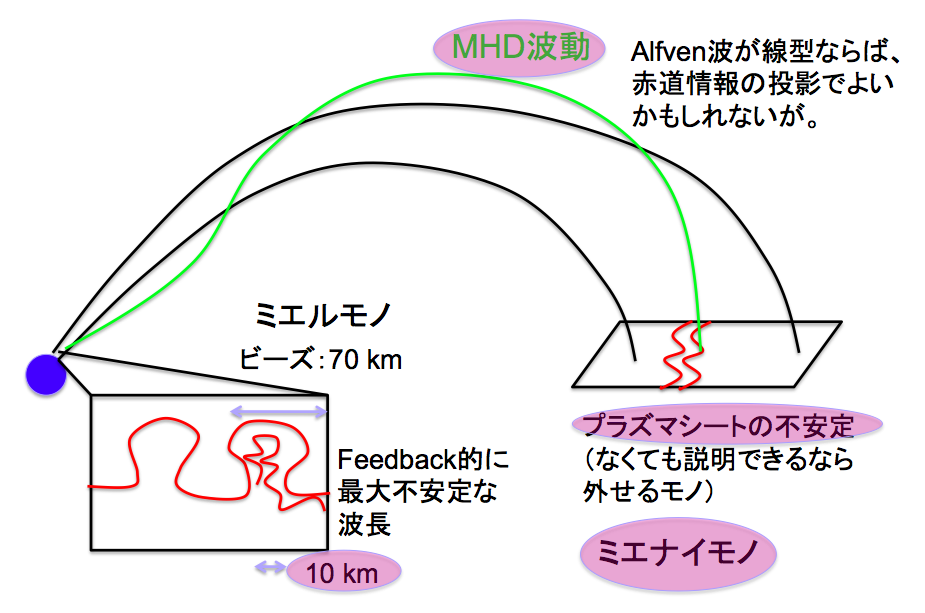 MHD波動
Alfven波が線型ならば、
赤道情報の投影でよい
かもしれないが。
ミエルモノ
ビーズ：70 km
Feedback的に
最大不安定な
波長
10 km
プラズマシートの不安定
（なくても説明できるなら
外せるモノ）
ミエナイモノ